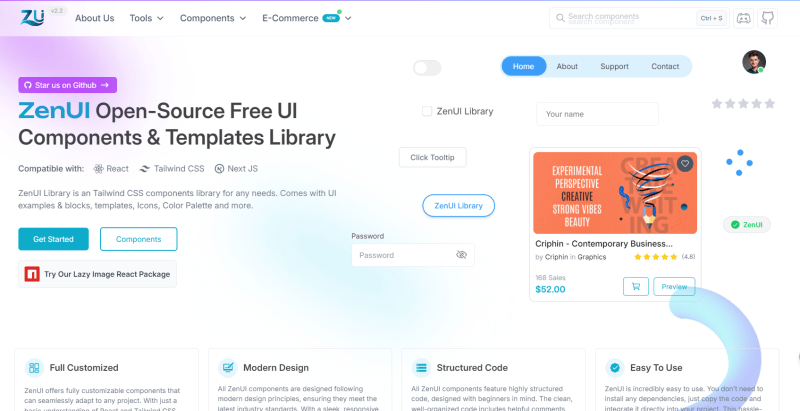 ZU v2.2 About Us Tools Components E-Commerce NEW Search components Ctrl + S
Star us on Github
Home About Support Contact
ZenUI Open-Source Free UI
Components & Templates Library
ZenUI Library
Your name
Compatible with: React Tailwind CSS Next JS
Click Tooltip
ZenUI Library is an Tailwind CSS components library for any needs. Comes with UI
examples & blocks, templates, Icons, Color Palette and more.
ZenUI Library
Get Started Components
Password
Password
Try Our Lazy Image React Package
EXPERIMENTAL
PERSPECTIVE
CREATIVE
STRONG VIBES
BEAUTY
CREA
TE
WRIT
ING
Criphin - Contemporary Business...
by Criphin in Graphics (4.8)
168 Sales
$52.00
Preview
ZenUI
Full Customized
ZenUI offers fully customizable components that
can seamlessly adapt to any project. With just a
basic understanding of React and Tailwind CSS,
Modern Design
All ZenUI components are designed following
modern design principles, ensuring they meet the
latest industry standards. With a sleek, responsive
Structured Code
All ZenUI components feature highly structured
code, designed with beginners in mind. The clean,
well-organized code includes helpful comments,
Easy To Use
ZenUI is incredibly easy to use. You don't need to
install any dependencies, just copy the code and
integrate it directly into your project. This hassle-